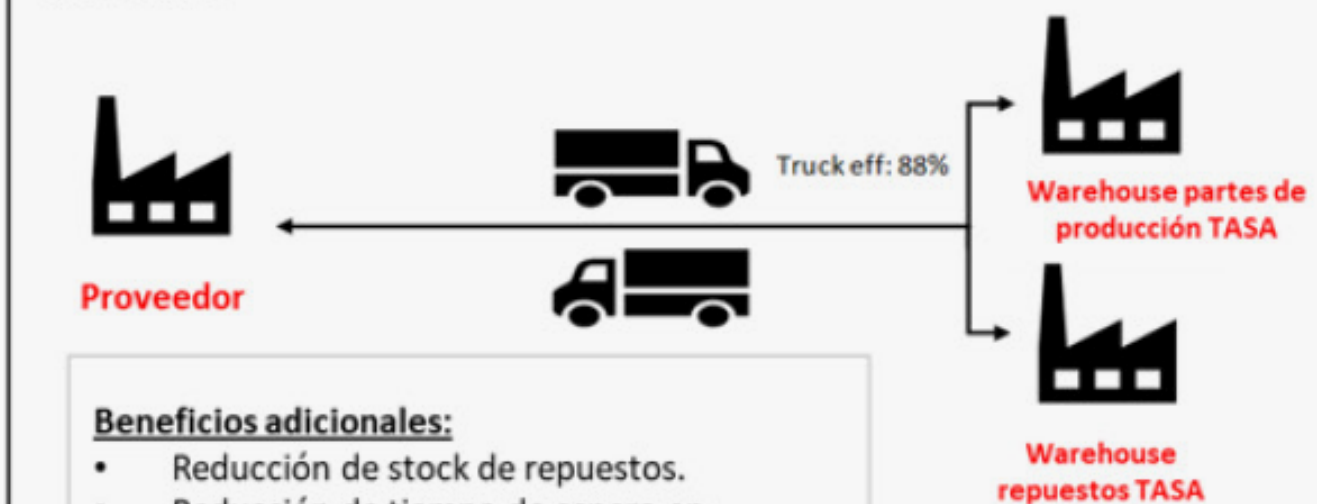 Truck eff: 88%
Warehouse partes de
producción TASA
Proveedor
Beneficios adicionales:
• Reducción de stock de repuestos.
Warehouse
repuestos TASA